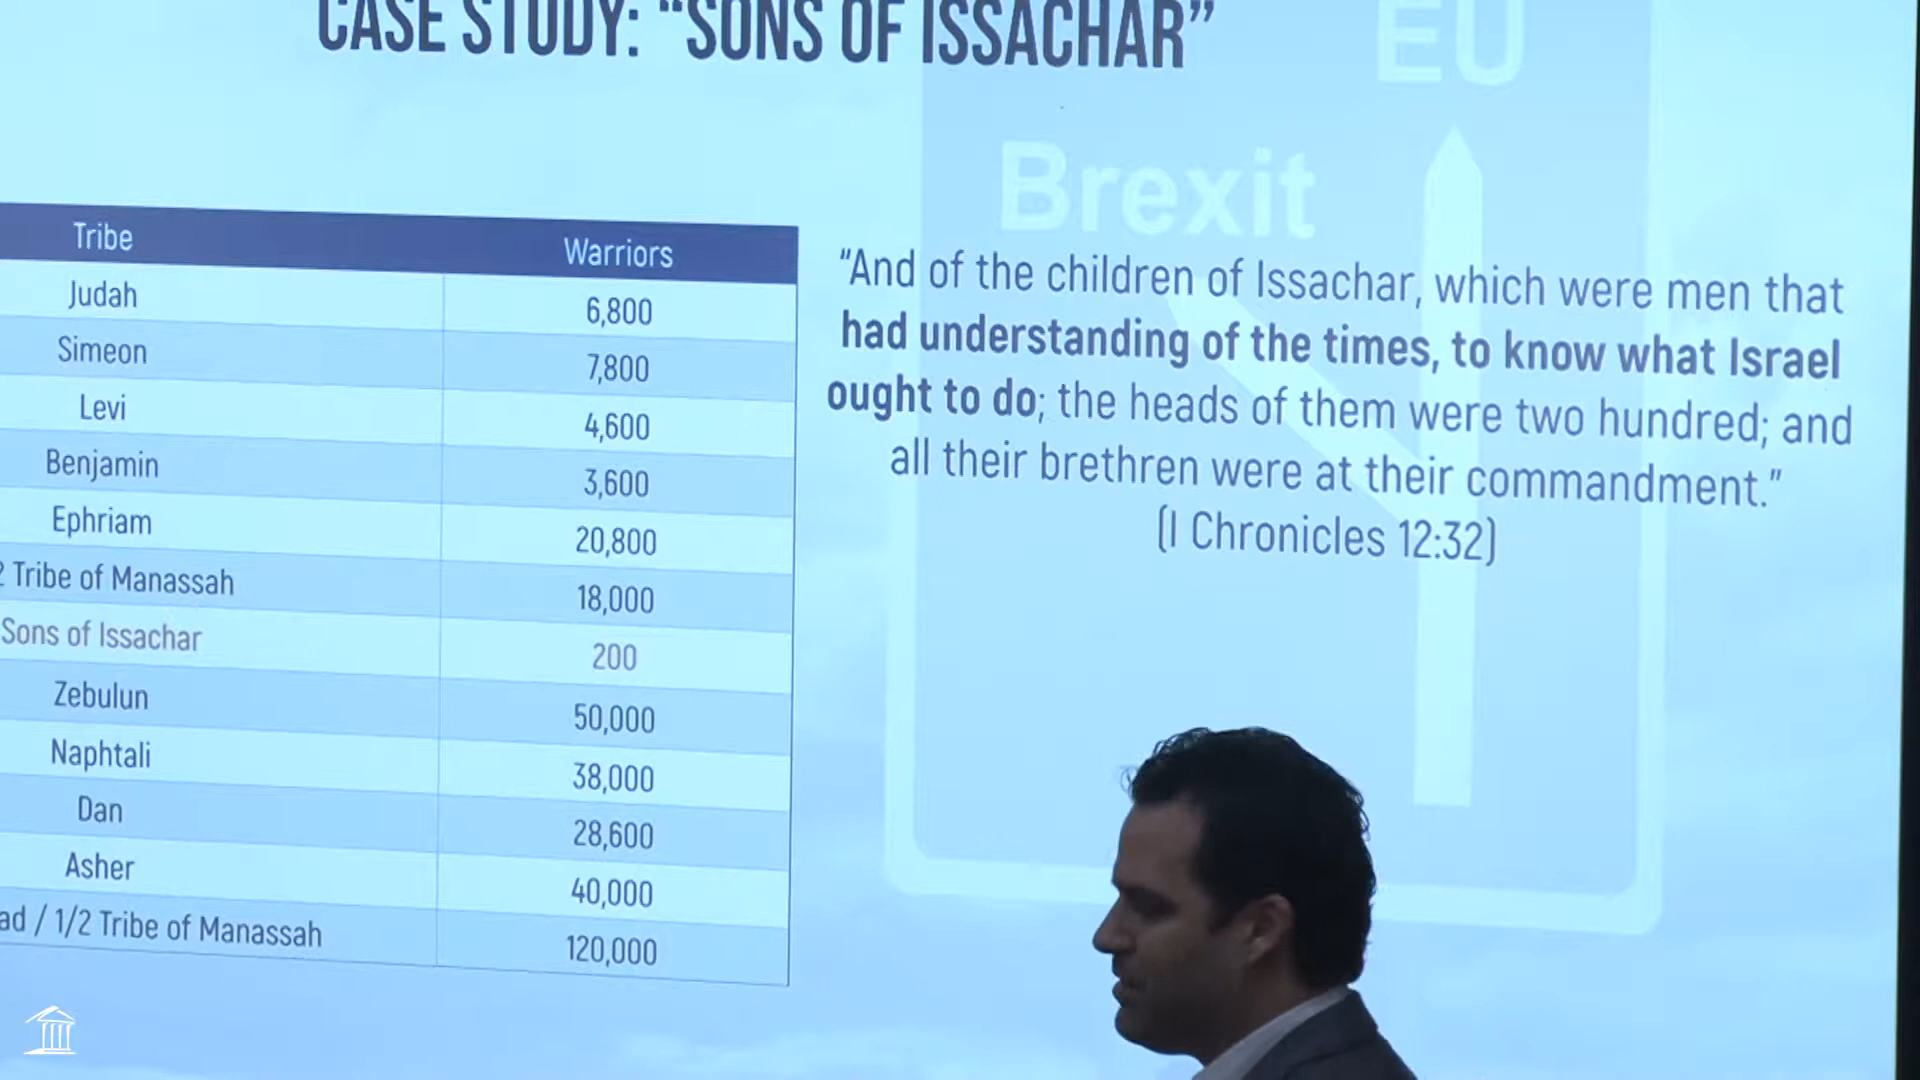 CASE STUDY: “SONS OF ISSACHAR”
EU
Brexit
Tribe Warriors
Judah 6,800
Simeon 7,800
Levi 4,600
Benjamin 3,600
Ephriam 20,800
2 Tribe of Manassah 18,000
Sons of Issachar 200
Zebulun 50,000
Naphtali 38,000
Dan 28,600
Asher 40,000
ad / 1/2 Tribe of Manassah 120,000
“And of the children of Issachar, which were men that
had understanding of the times, to know what Israel
ought to do; the heads of them were two hundred; and
all their brethren were at their commandment.”
(I Chronicles 12:32)